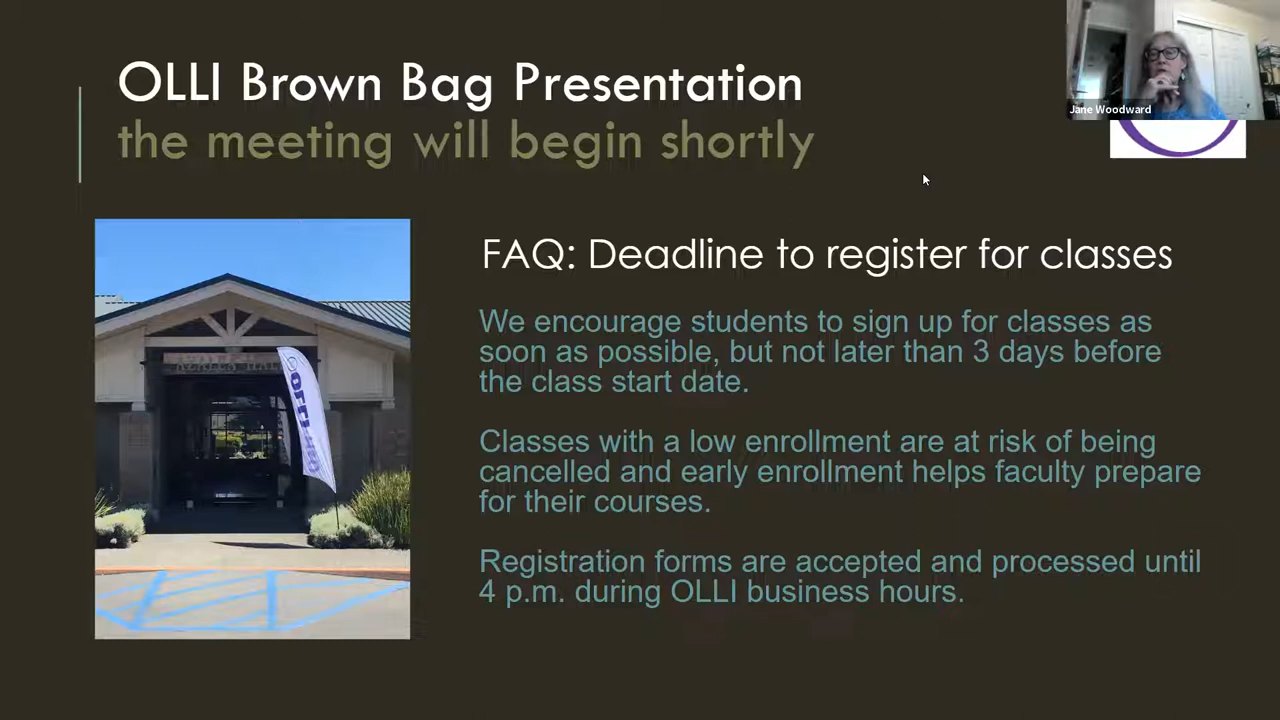 OLLI Brown Bag Presentation
the meeting will begin shortly
Jane Woodward
OLLI
FAQ: Deadline to register for classes
We encourage students to sign up for classes as
soon as possible, but not later than 3 days before
the class start date.
Classes with a low enrollment are at risk of being
cancelled and early enrollment helps faculty prepare
for their courses.
Registration forms are accepted and processed until
4 p.m. during OLLI business hours.